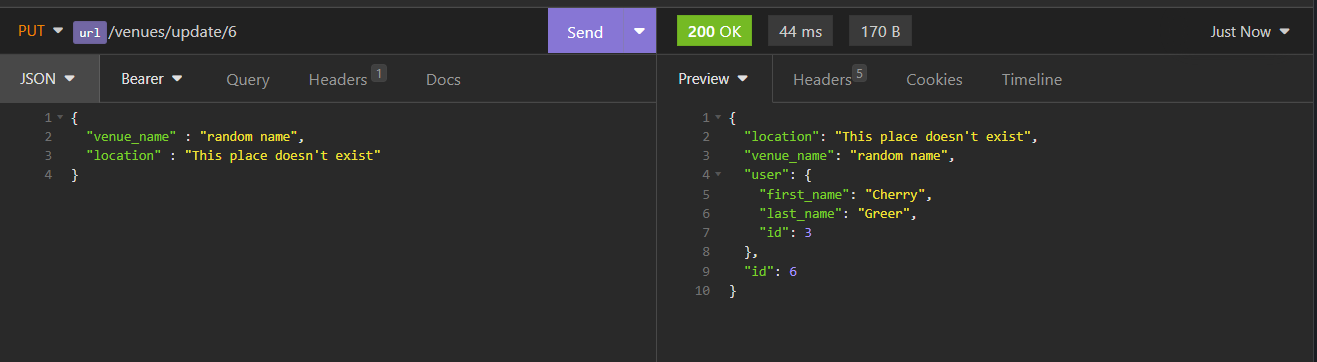 PUT url /venues/update/6 Send 200 OK 44 ms 170 B Just Now
JSON Bearer Query Headers 1 Docs Preview Headers 5 Cookies Timeline
1 {
2 "venue_name" : "random name",
3 "location" : "This place doesn't exist"
4 }
1 {
2 "location": "This place doesn't exist",
3 "venue_name": "random name",
4 "user": {
5 "first_name": "Cherry",
6 "last_name": "Greer",
7 "id": 3
8 },
9 "id": 6
10 }